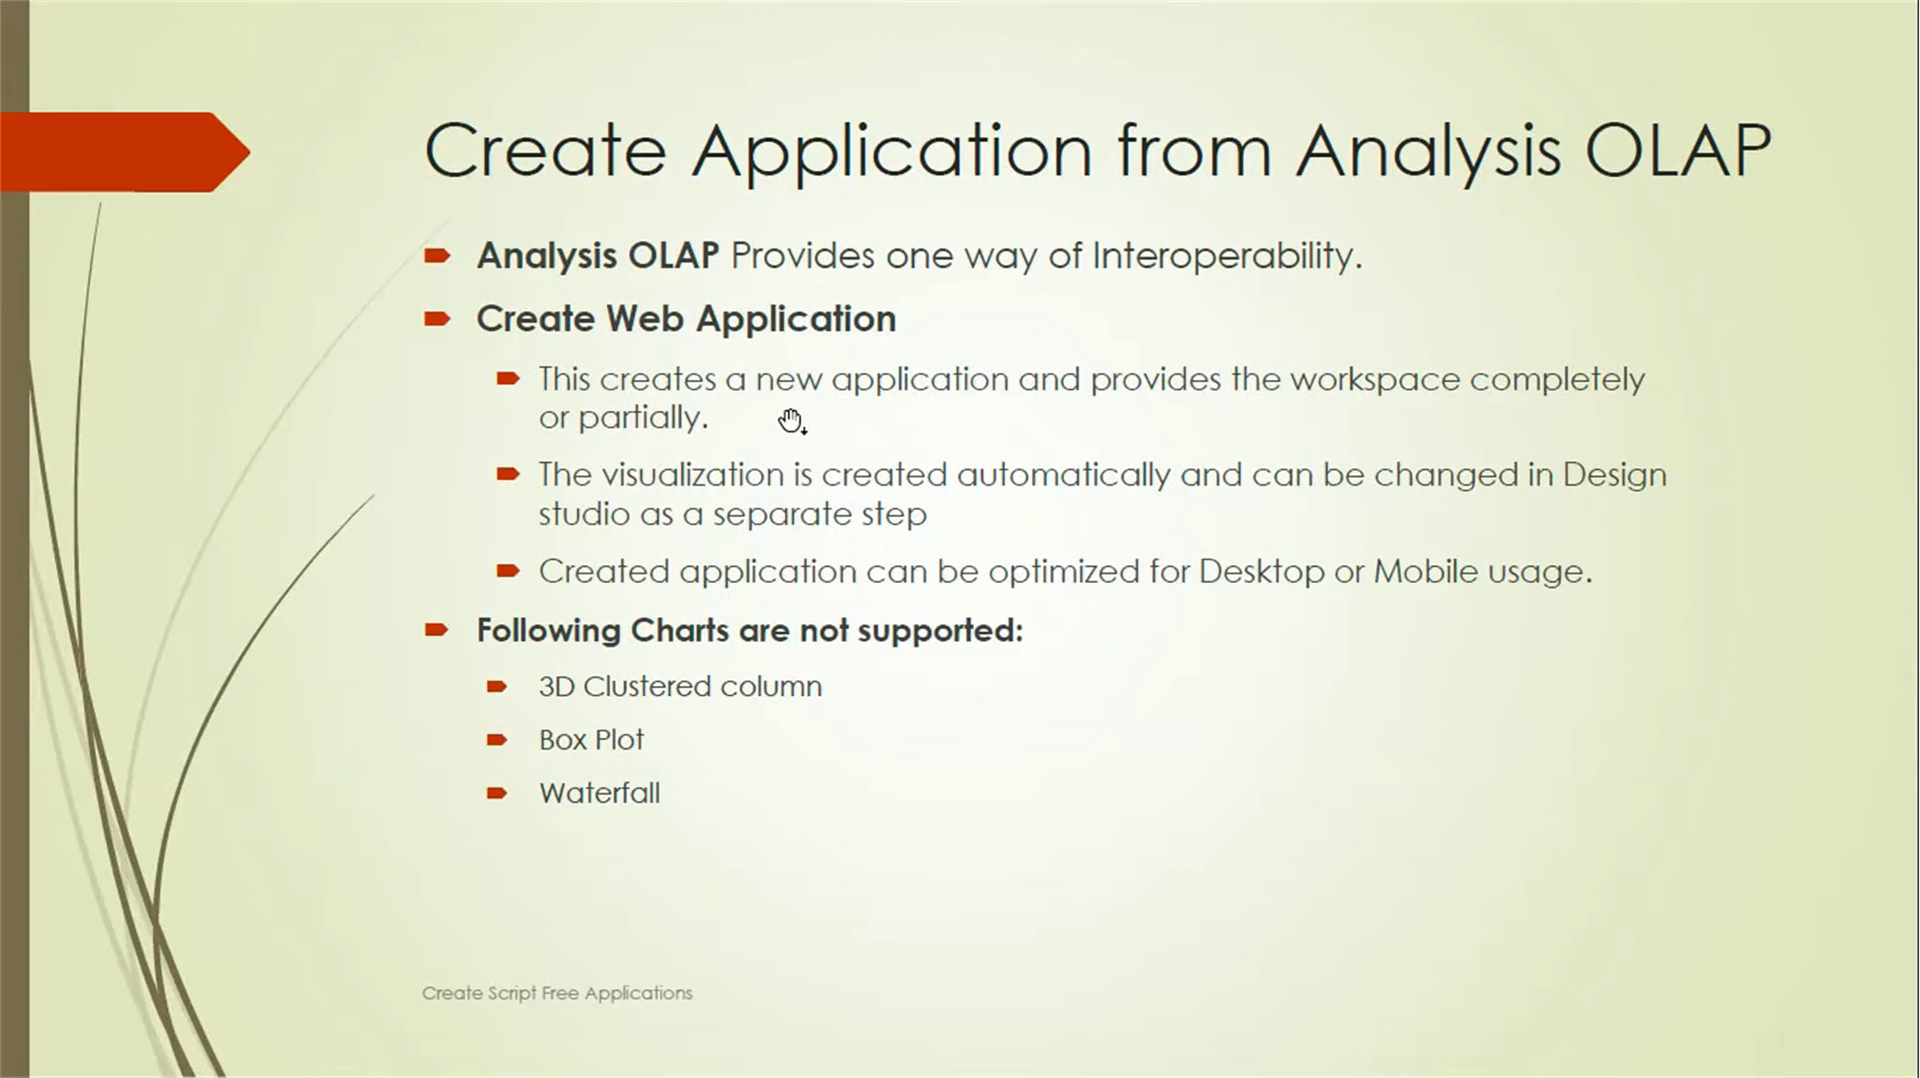 Create Application from Analysis OLAP
Analysis OLAP Provides one way of Interoperability.
Create Web Application
This creates a new application and provides the workspace completely
or partially.
The visualization is created automatically and can be changed in Design
studio as a separate step
Created application can be optimized for Desktop or Mobile usage.
Following Charts are not supported:
3D Clustered column
Box Plot
Waterfall
Create Script Free Applications